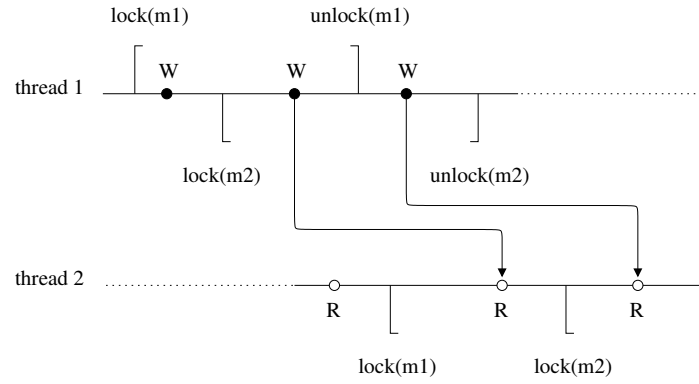 lock(m1) unlock(m1)
W W W
thread 1
lock(m2) unlock(m2)
thread 2
R R R
lock(m1) lock(m2)